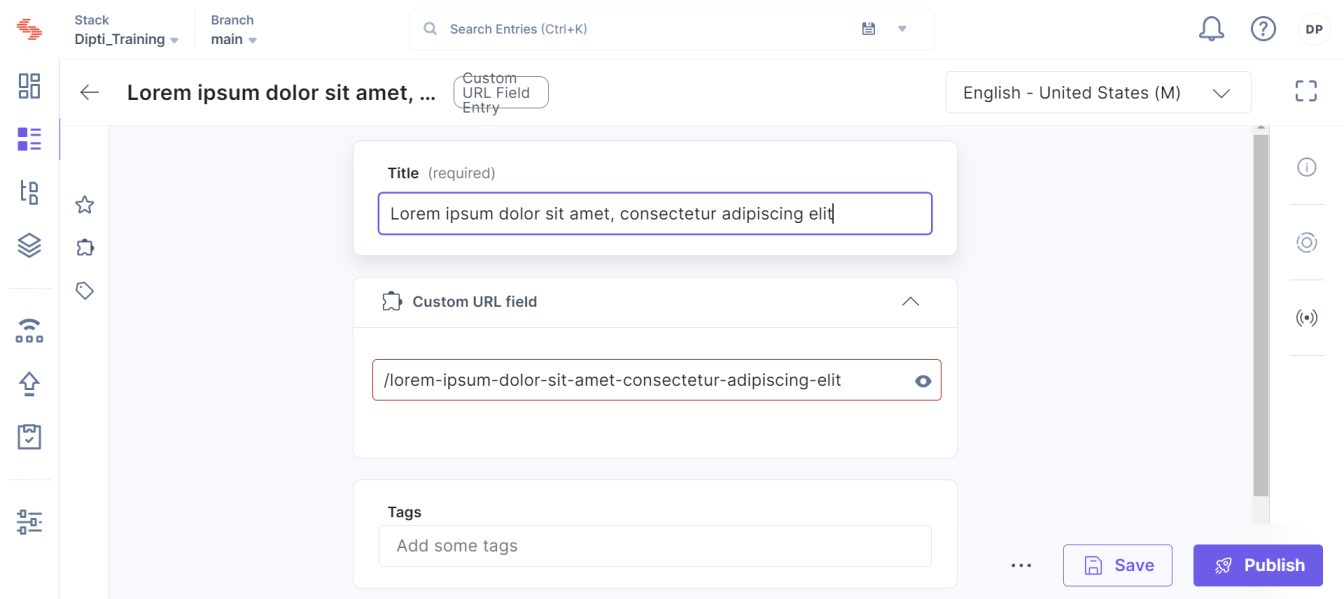 Stack
Dipti_Training
Branch
main
Search Entries (Ctrl+K)
DP
Lorem ipsum dolor sit amet, ...
Custom
URL Field
Entry
English - United States (M)
Title (required)
Lorem ipsum dolor sit amet, consectetur adipiscing elit
Custom URL field
/lorem-ipsum-dolor-sit-amet-consectetur-adipiscing-elit
Tags
Add some tags
Save
Publish